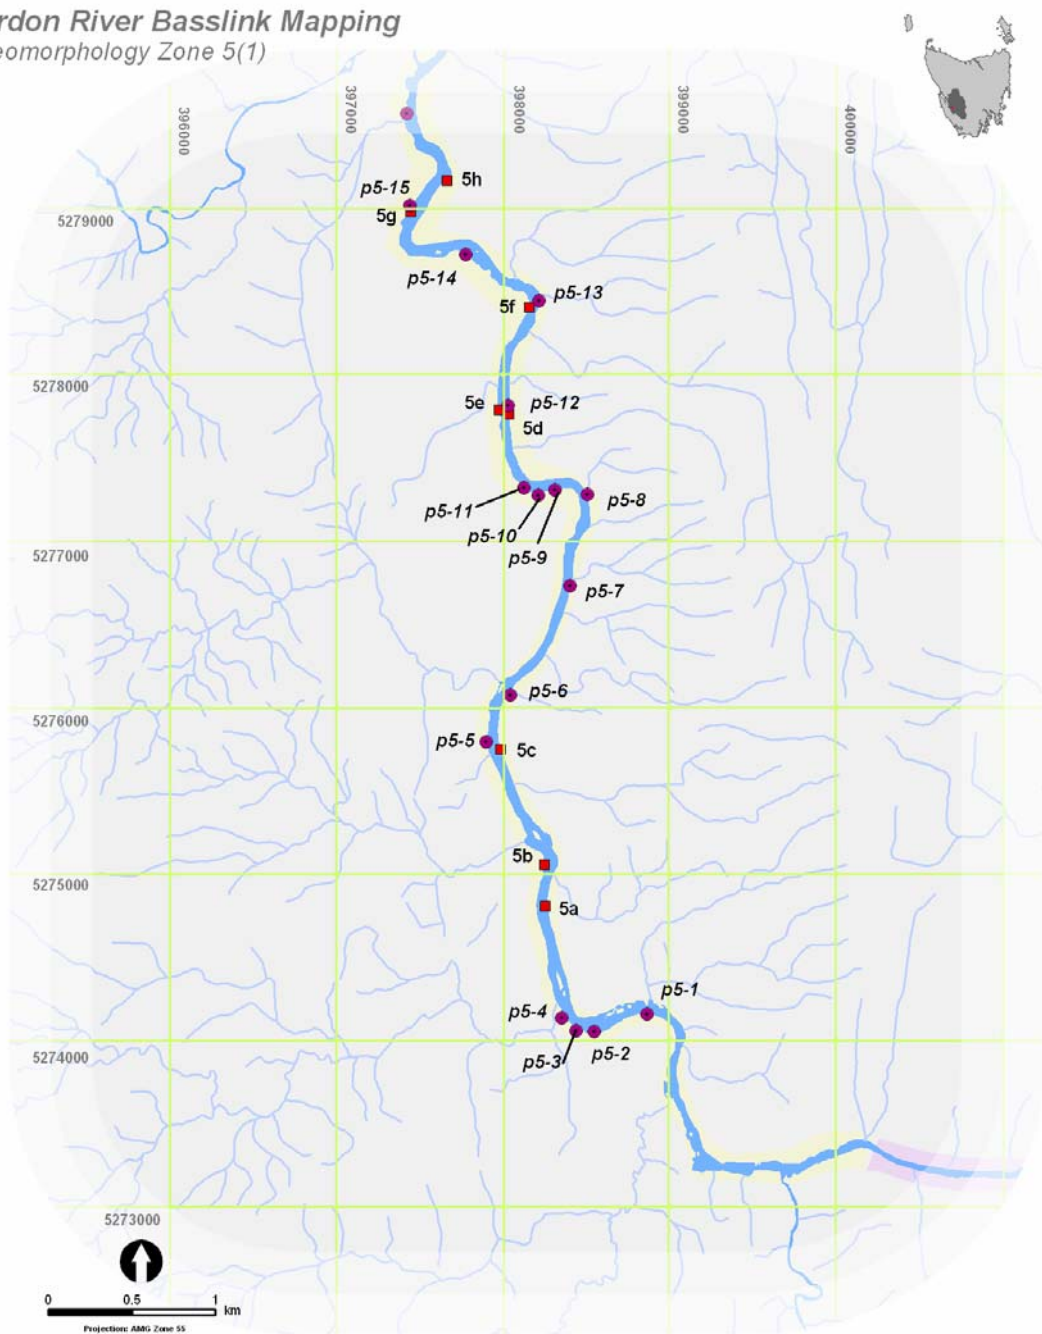 rdon River Basslink Mapping
eomorphology Zone 5(1)
396000
397000
398000
399000
400000
5h
p5-15
5g
5279000
p5-14
p5-13
5f
5278000
5e
p5-12
5d
p5-11
p5-10
p5-9
p5-8
5277000
p5-7
p5-6
5276000
p5-5
5c
5b
5275000
5a
p5-1
p5-4
p5-3
p5-2
5274000
5273000
0 0.5 1
km
Projection: AMG Zone 55